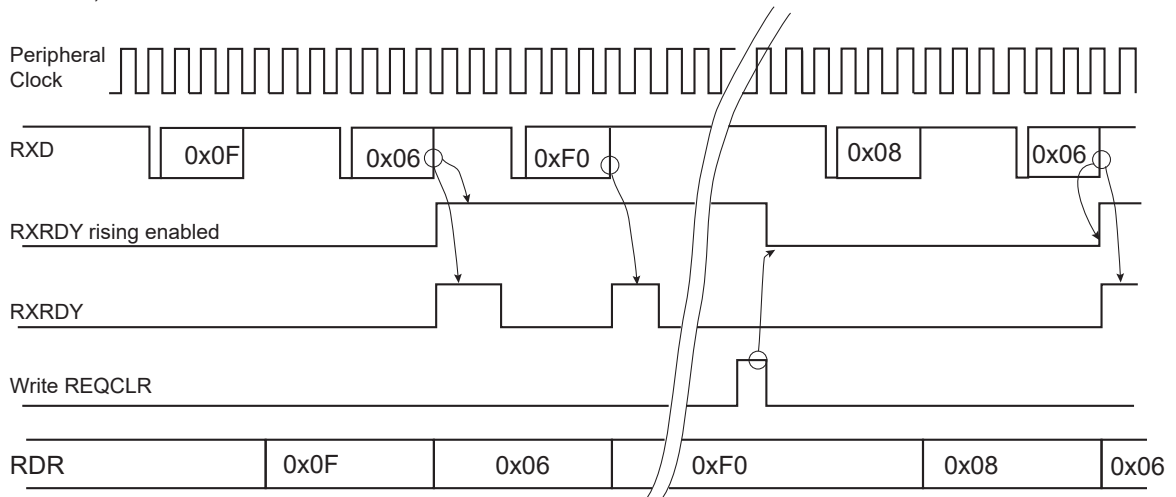 Peripheral
Clock
RXD 0x0F 0x06 0xF0 0x08 0x06
RXRDY rising enabled
RXRDY
Write REQCLR
RDR 0x0F 0x06 0xF0 0x08 0x06